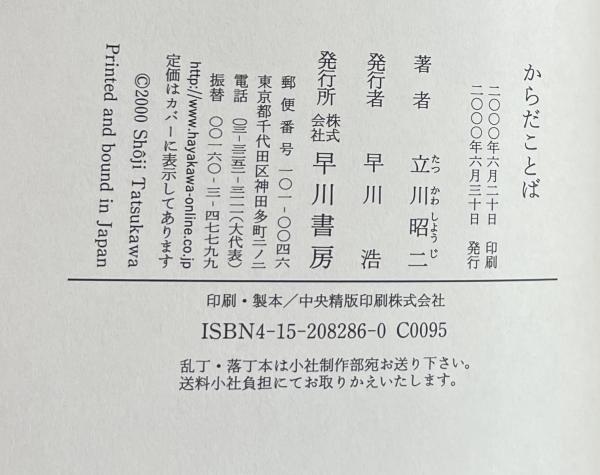 からだことば
二〇〇〇年六月二十日 印刷
二〇〇〇年六月三十日 発行
著者 立川昭二
たつ かわ しょう じ
発行者 早川 浩
発行所 株式会社 早川書房
郵便番号 一〇一-〇〇四六
東京都千代田区神田多町二ノ二
電話 〇三-三二五二-三一一一(大代表)
振替 〇〇一六〇-三-四七七九九
http://www.hayakawa-online.co.jp
定価はカバーに表示してあります
©2000 Shôji Tatsukawa
Printed and bound in Japan
印刷・製本／中央精版印刷株式会社
ISBN4-15-208286-0 C0095
乱丁・落丁本は小社制作部宛お送り下さい。
送料小社負担にてお取りかえいたします。